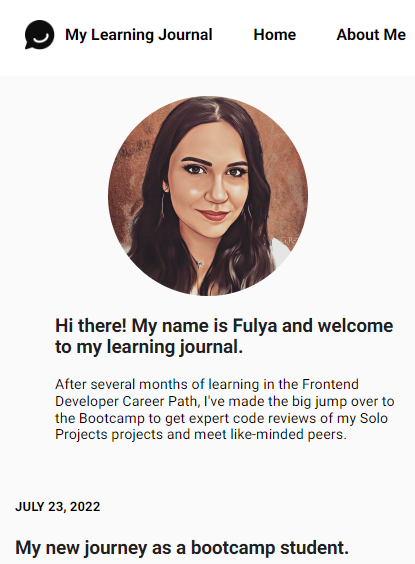 My Learning Journal Home About Me
Hi there! My name is Fulya and welcome
to my learning journal.
After several months of learning in the Frontend
Developer Career Path, I've made the big jump over to
the Bootcamp to get expert code reviews of my Solo
Projects projects and meet like-minded peers.
JULY 23, 2022
My new journey as a bootcamp student.